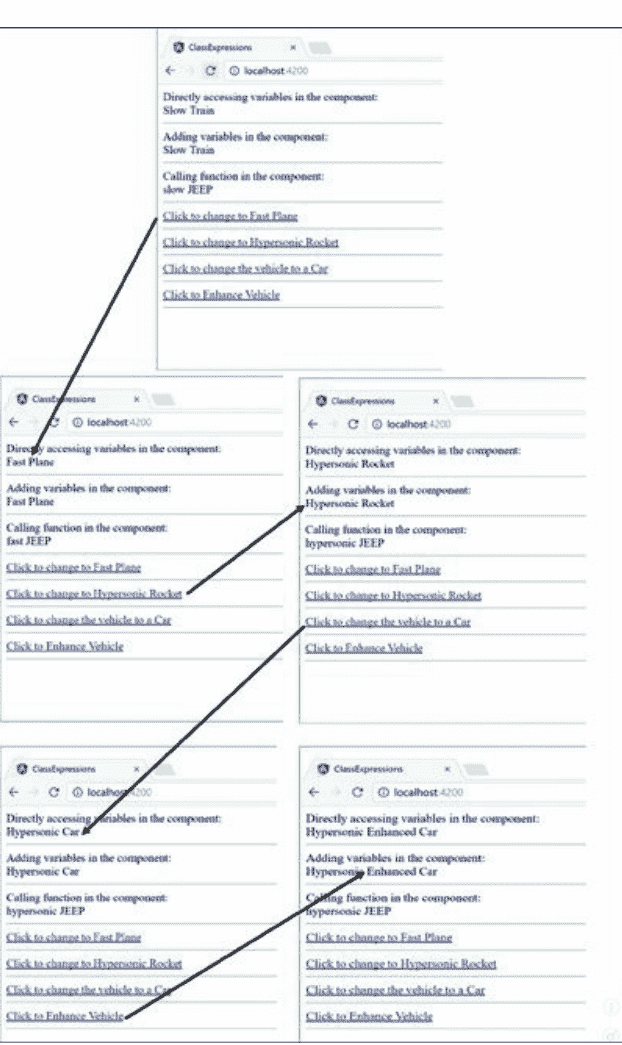 ClassExpressions ×
localhost:4200
Directly accessing variables in the component:
Slow Train
Adding variables in the component:
Slow Train
Calling function in the component:
slow JEEP
Click to change to Fast Plane
Click to change to Hypersonic Rocket
Click to change the vehicle to a Car
Click to Enhance Vehicle
ClassExpressions ×
localhost:4200
Directly accessing variables in the component:
Fast Plane
Adding variables in the component:
Fast Plane
Calling function in the component:
fast JEEP
Click to change to Fast Plane
Click to change to Hypersonic Rocket
Click to change the vehicle to a Car
Click to Enhance Vehicle
ClassExpressions ×
localhost:4200
Directly accessing variables in the component:
Hypersonic Rocket
Adding variables in the component:
Hypersonic Rocket
Calling function in the component:
hypersonic JEEP
Click to change to Fast Plane
Click to change to Hypersonic Rocket
Click to change the vehicle to a Car
Click to Enhance Vehicle
ClassExpressions ×
localhost:4200
Directly accessing variables in the component:
Hypersonic Car
Adding variables in the component:
Hypersonic Car
Calling function in the component:
hypersonic JEEP
Click to change to Fast Plane
Click to change to Hypersonic Rocket
Click to change the vehicle to a Car
Click to Enhance Vehicle
ClassExpressions ×
localhost:4200
Directly accessing variables in the component:
Hypersonic Enhanced Car
Adding variables in the component:
Hypersonic Enhanced Car
Calling function in the component:
hypersonic JEEP
Click to change to Fast Plane
Click to change to Hypersonic Rocket
Click to change the vehicle to a Car
Click to Enhance Vehicle